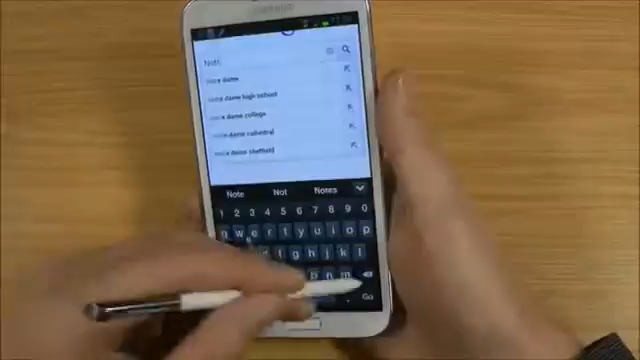 SAMSUNG
Note
notre dame
notre dame high school
notre dame college
notre dame cathedral
notre dame sheffield
Note Not Notes
1 2 3 4 5 6 7 8 9 0
q w e r t y u i o p
d f g h j k l
b n m
Go